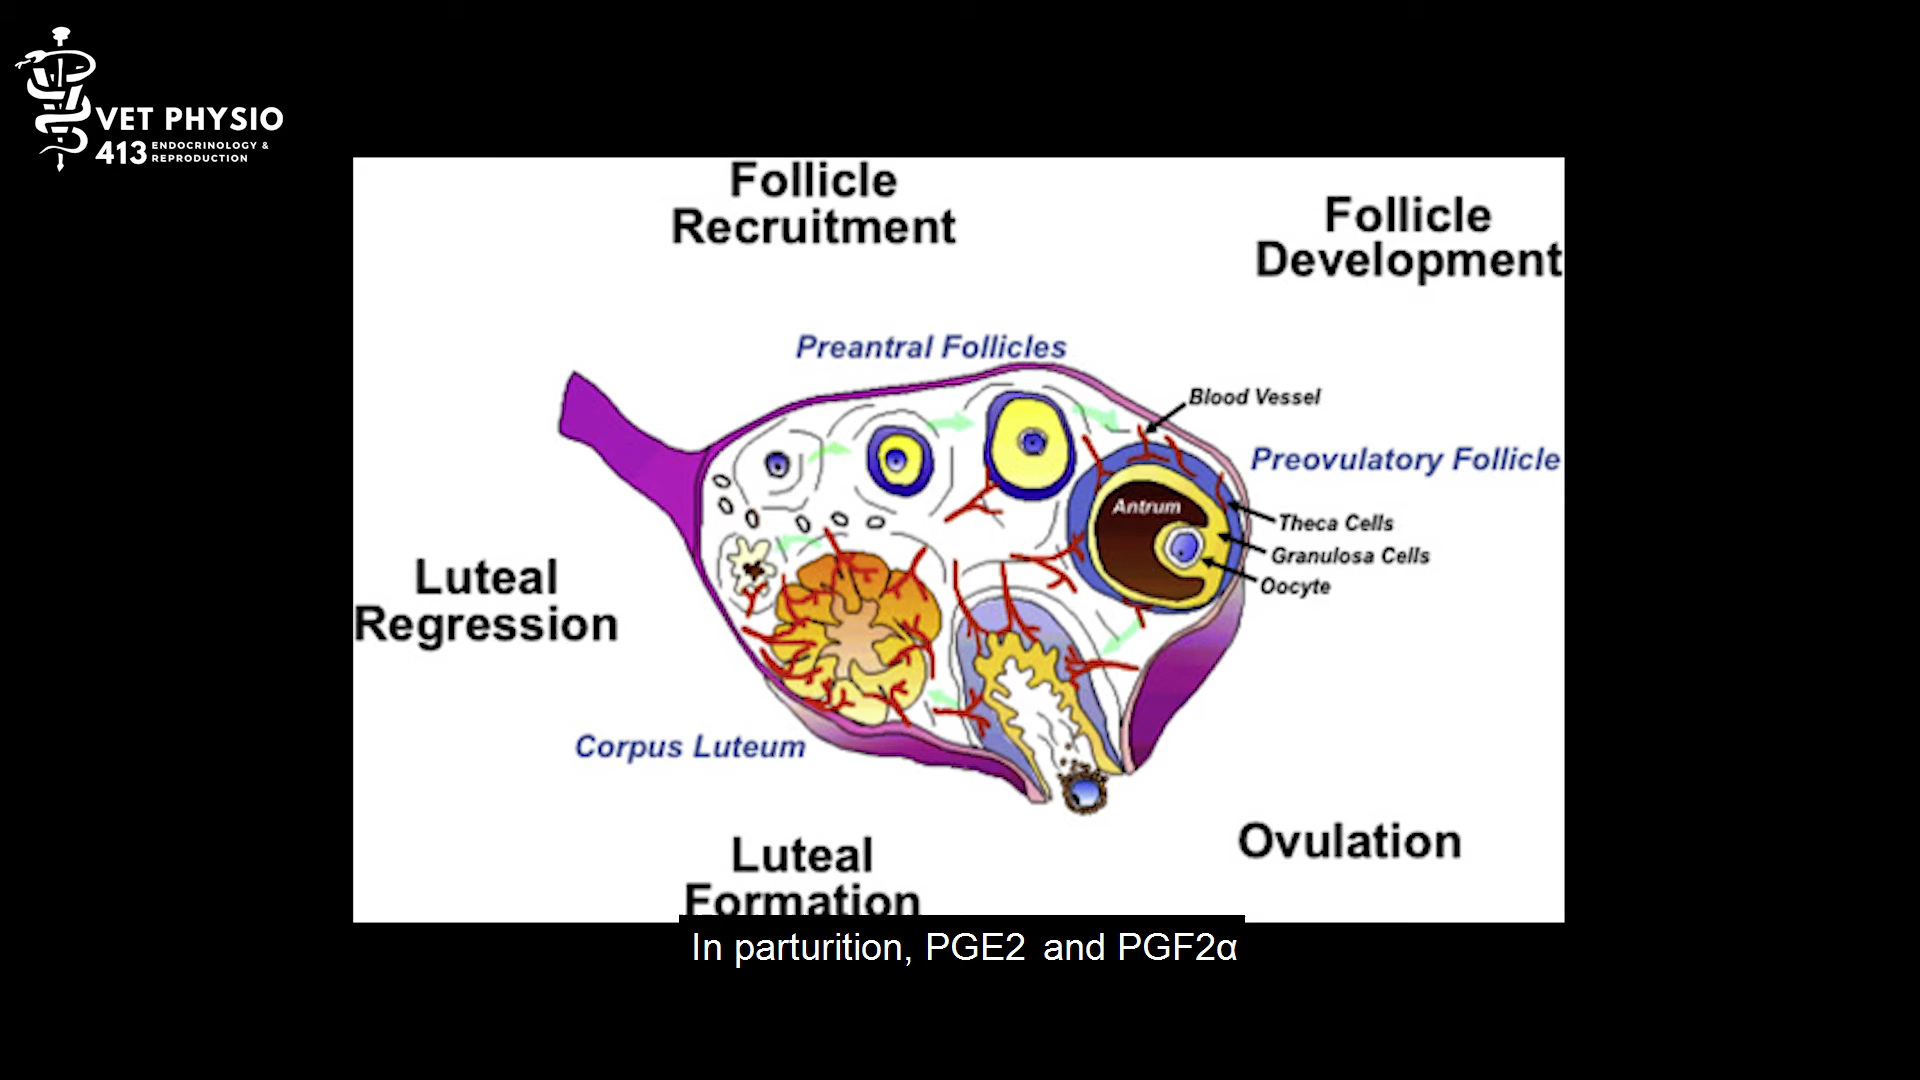 VET PHYSIO
413 ENDOCRINOLOGY &
REPRODUCTION
Follicle
Recruitment
Follicle
Development
Preantral Follicles
Blood Vessel
Preovulatory Follicle
Antrum
Theca Cells
Granulosa Cells
Oocyte
Luteal
Regression
Corpus Luteum
Ovulation
Luteal
Formation
In parturition, PGE2 and PGF2α